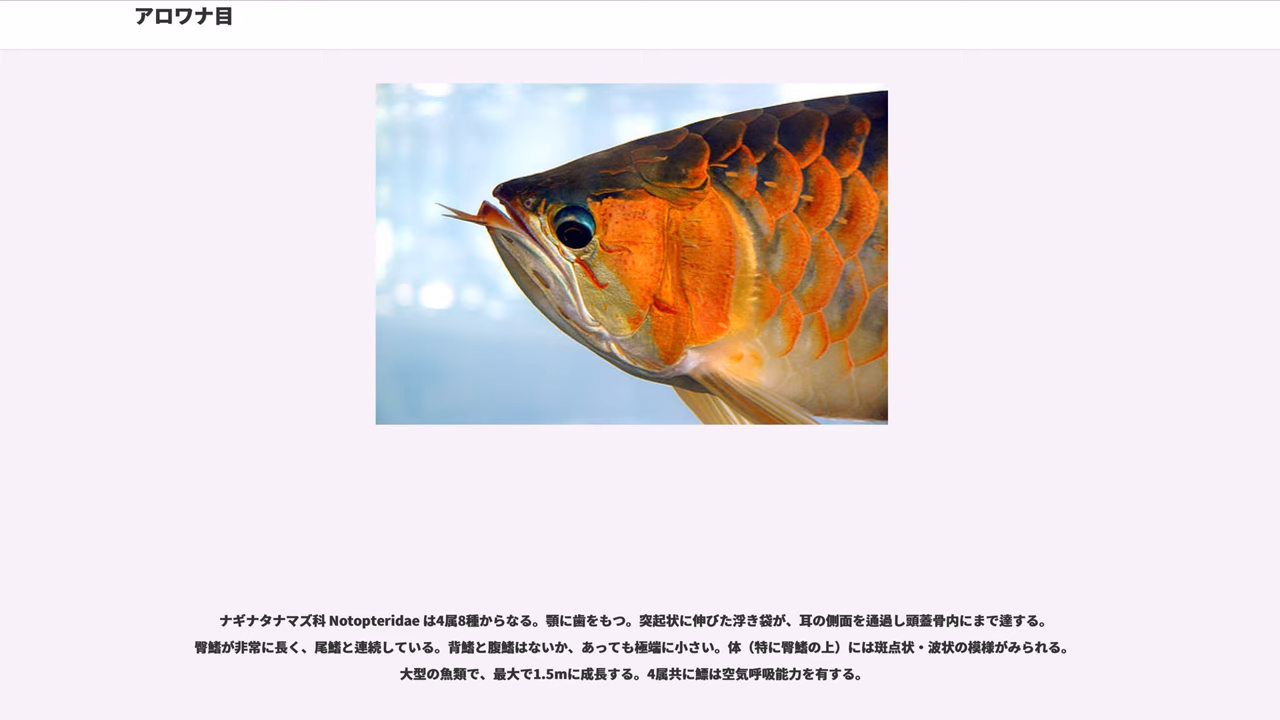 アロワナ目
ナギナタナマズ科 Notopteridae は4属8種からなる。顎に歯をもつ。突起状に伸びた浮き袋が、耳の側面を通過し頭蓋骨内にまで達する。
臀鰭が非常に長く、尾鰭と連続している。背鰭と腹鰭はないか、あっても極端に小さい。体（特に臀鰭の上）には斑点状・波状の模様がみられる。
大型の魚類で、最大で1.5mに成長する。4属共に鰾は空気呼吸能力を有する。